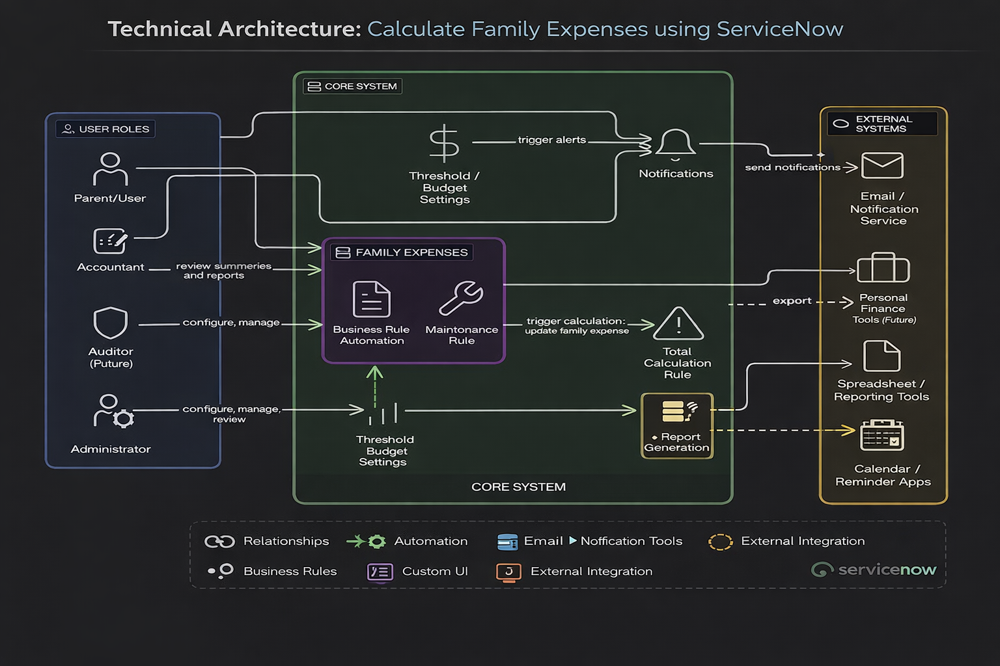 Technical Architecture: Calculate Family Expenses using ServiceNow
CORE SYSTEM
USER ROLES
Parent/User
Accountant
review summeries
and reports
Auditor
(Puture)
configure, manage
Administrator
configure, manage,
review
Threshold /
Budget
Settings
trigger alerts
Notifications
FAMILY EXPENSES
Business Rule
Automation
Maintonance
Rule
trigger calculation:
update family expense
Total
Calculation
Rule
Threshold
Budget
Settings
Report
Generation
CORE SYSTEM
EXTERNAL
SYSTEMS
send notifications
Email /
Notification
Service
export
Personal
Finance
Tools (Future)
Spreadsheet /
Reporting Tools
Calendar /
Reminder Apps
Relationships
Automation
Email ▶ Noffication Tools
External Integration
Business Rules
Custom UI
External Integration
servicenow